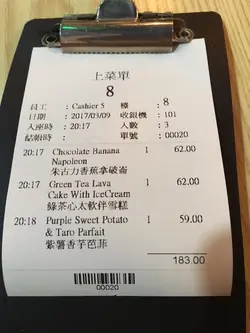 上菜單
8
員工 : Cashier 5 檯 : 8
日期 : 2017/03/09 收銀機 : 101
入座時 : 20:17 人數 : 3
結帳時 : 單號 : 00020
20:17 Chocolate Banana 1 62.00
Napoleon
朱古力香蕉拿破崙
20:17 Green Tea Lava 1 62.00
Cake With IceCream
綠茶心太軟伴雪糕
20:18 Purple Sweet Potato 1 59.00
& Taro Parfait
紫薯香芋芭菲
183.00
00020